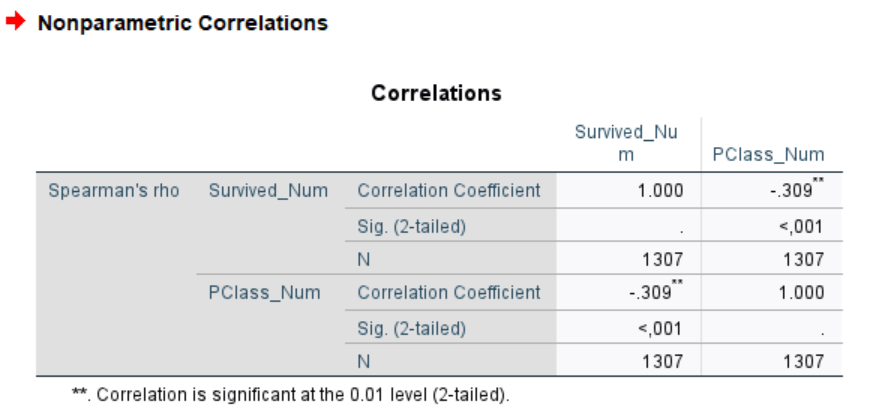 Nonparametric Correlations
Correlations
Survived_Nu
m PClass_Num
Spearman's rho Survived_Num Correlation Coefficient 1.000 -.309**
Sig. (2-tailed) . <,001
N 1307 1307
PClass_Num Correlation Coefficient -.309** 1.000
Sig. (2-tailed) <,001 .
N 1307 1307
**. Correlation is significant at the 0.01 level (2-tailed).